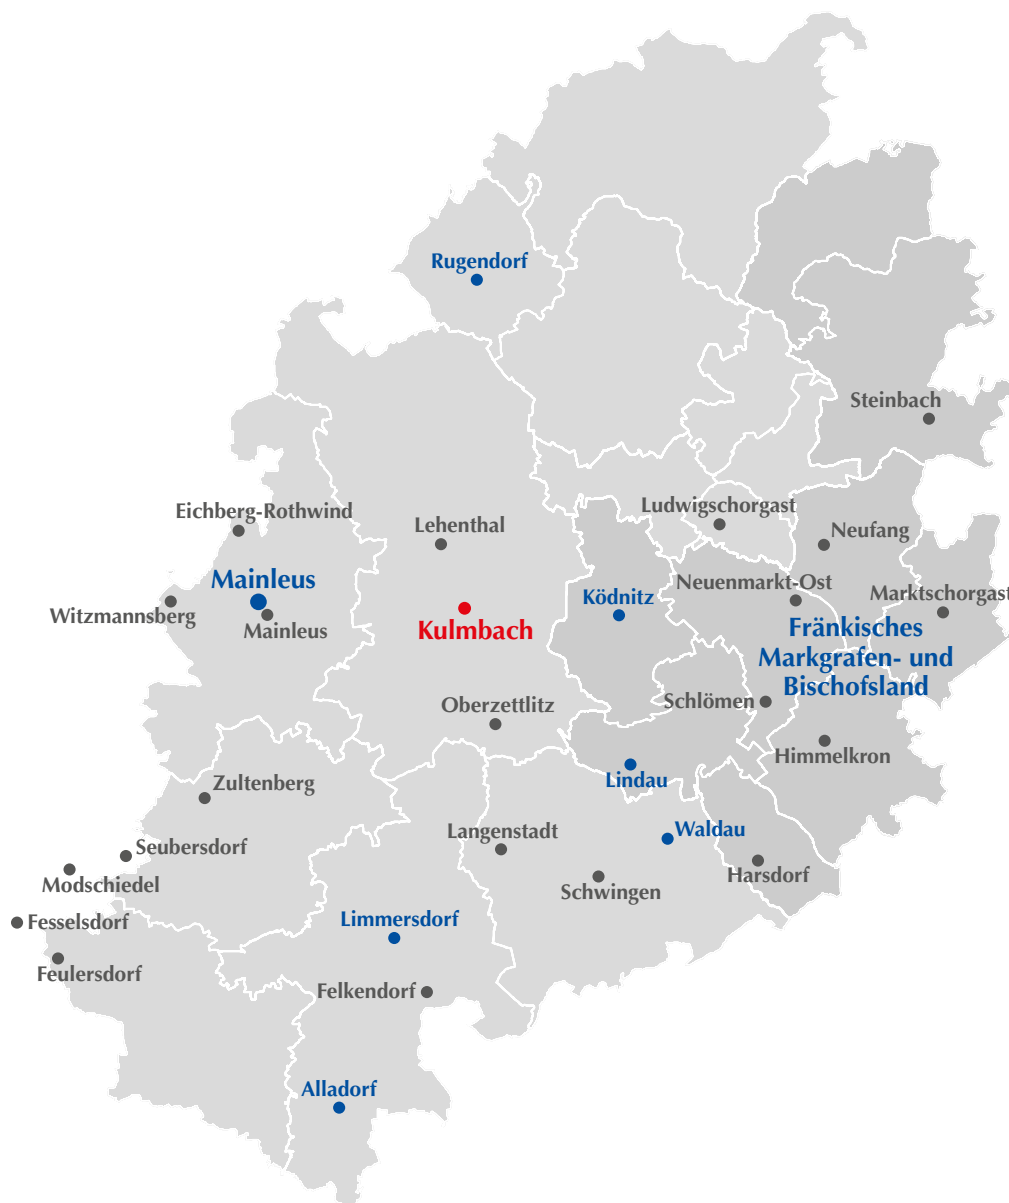 Rugendorf
Steinbach
Eichberg-Rothwind
Lehenthal
Ludwigschorgast
Neufang
Mainleus
Witzmannsberg
Mainleus
Kulmbach
Ködnitz
Neuenmarkt-Ost
Marktschorgast
Fränkisches
Markgrafen- und
Bischofsland
Oberzettlitz
Schlömen
Himmelkron
Zultenberg
Lindau
Seubersdorf
Langenstadt
Waldau
Modschiedel
Schwingen
Harsdorf
Fesselsdorf
Limmersdorf
Feulersdorf
Felkendorf
Alladorf